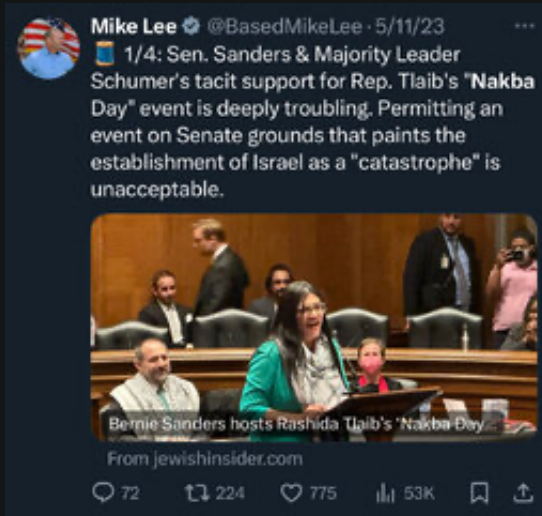 Mike Lee @BasedMikeLee · 5/11/23
1/4: Sen. Sanders & Majority Leader
Schumer's tacit support for Rep. Tlaib's "Nakba
Day" event is deeply troubling. Permitting an
event on Senate grounds that paints the
establishment of Israel as a "catastrophe" is
unacceptable.
Bernie Sanders hosts Rashida Tlaib's 'Nakba Day...
From jewishinsider.com
72 224 775 53K